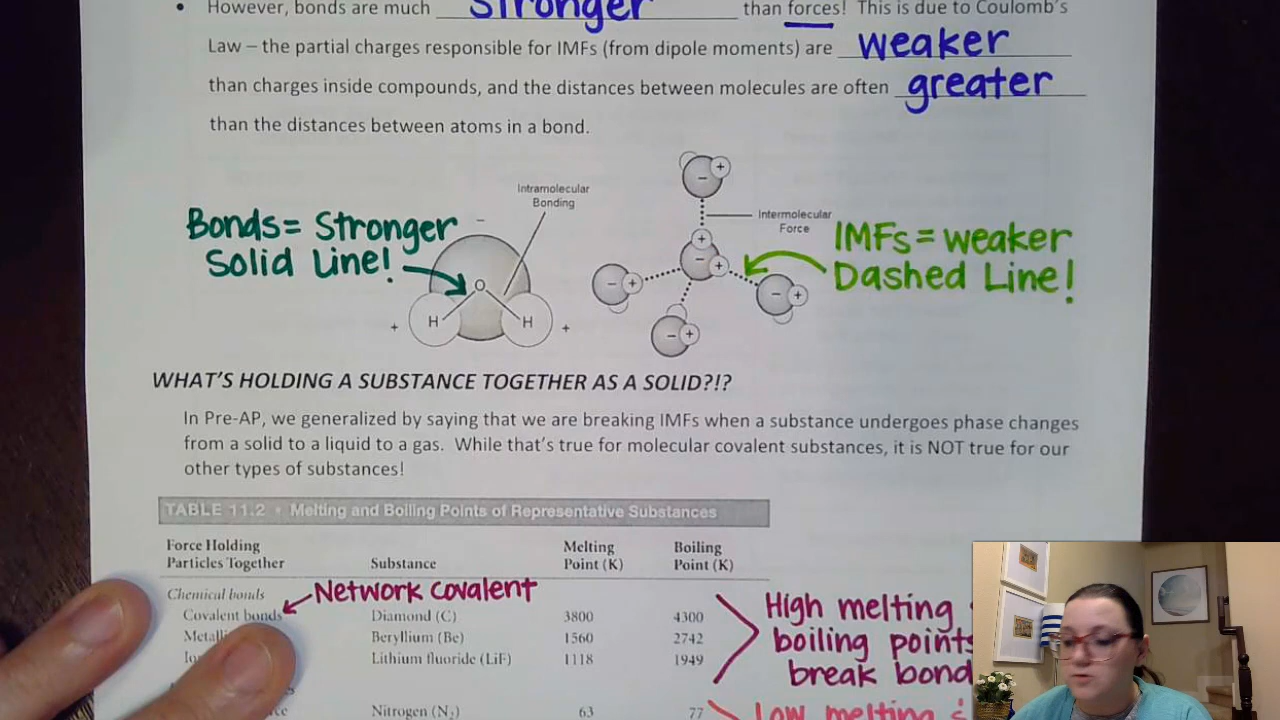 • However, bonds are much stronger than forces! This is due to Coulomb's
Law – the partial charges responsible for IMFs (from dipole moments) are weaker
than charges inside compounds, and the distances between molecules are often greater
than the distances between atoms in a bond.
Intramolecular
Bonding
Bonds = Stronger
Solid Line!
−
O
H
H
+
+
− +
+
− +
− +
− +
− +
Intermolecular
Force
IMFs = weaker
Dashed Line!
WHAT'S HOLDING A SUBSTANCE TOGETHER AS A SOLID?!?
In Pre-AP, we generalized by saying that we are breaking IMFs when a substance undergoes phase changes
from a solid to a liquid to a gas. While that's true for molecular covalent substances, it is NOT true for our
other types of substances!
TABLE 11.2 • Melting and Boiling Points of Representative Substances
Force Holding
Particles Together
Substance
Melting
Point (K)
Boiling
Point (K)
Chemical bonds
Network Covalent
Covalent bonds Diamond (C) 3800 4300
Beryllium (Be) 1560 2742
Lithium fluoride (LiF) 1118 1949
High melting
boiling points
break bond
Nitrogen (N₂) 63 77
Low melting &